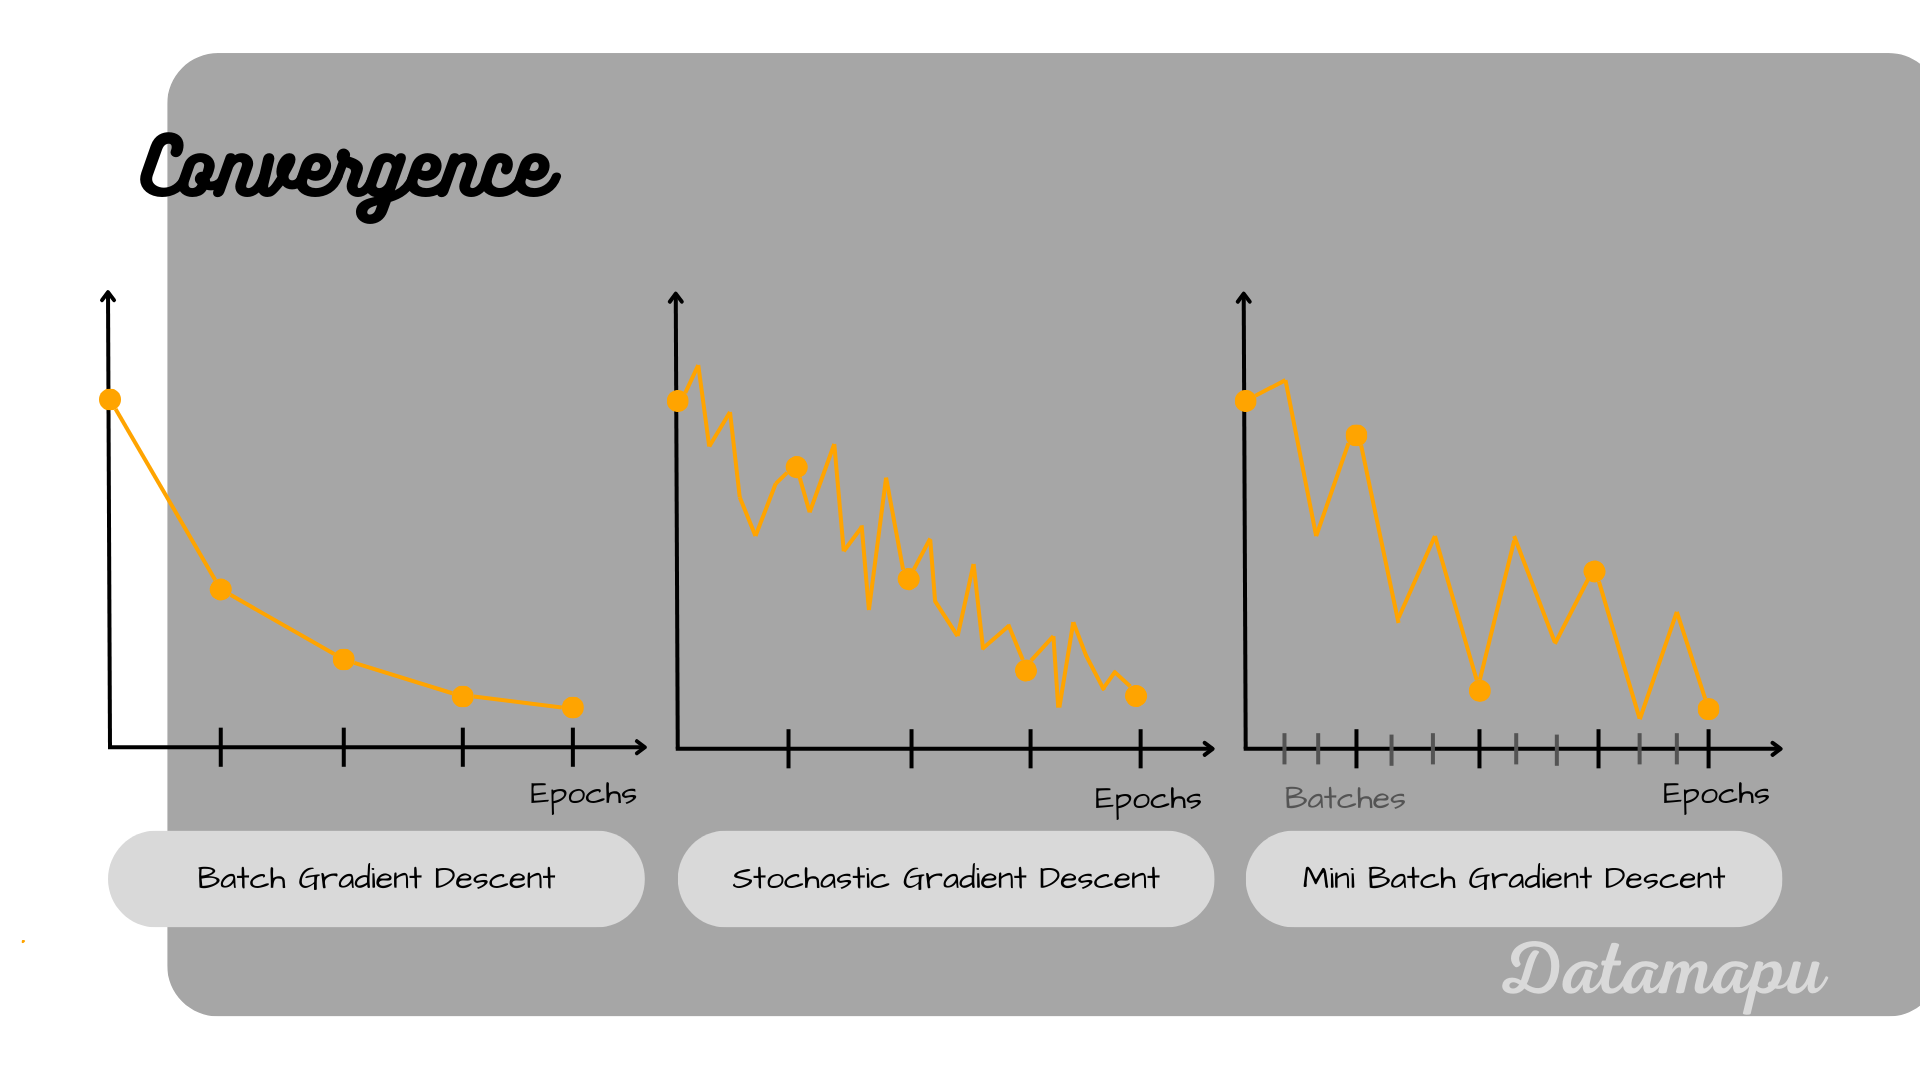 Convergence
Epochs
Epochs
Batches
Epochs
Batch Gradient Descent
Stochastic Gradient Descent
Mini Batch Gradient Descent
Datamapu